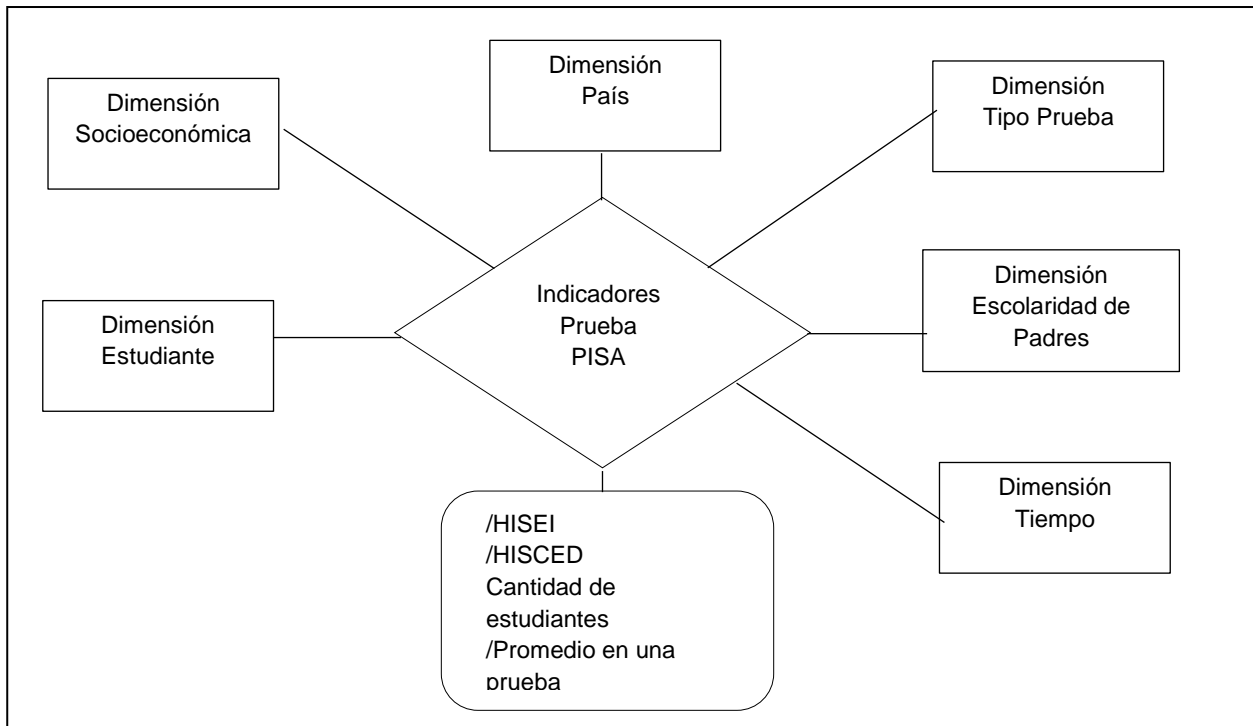 Dimensión
País
Dimensión
Socioeconómica
Dimensión
Tipo Prueba
Dimensión
Estudiante
Indicadores
Prueba
PISA
Dimensión
Escolaridad de
Padres
Dimensión
Tiempo
/HISEI
/HISCED
Cantidad de
estudiantes
/Promedio en una
prueba